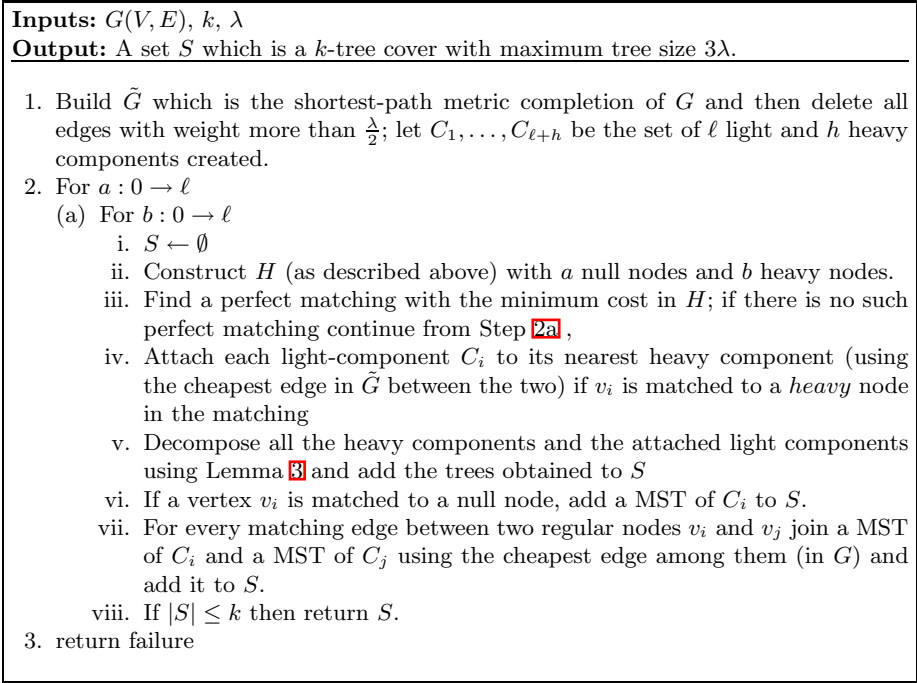 Inputs: G(V, E), k, λ
Output: A set S which is a k-tree cover with maximum tree size 3λ.
1. Build G̃ which is the shortest-path metric completion of G and then delete all
edges with weight more than λ/2; let C₁, . . . , Cℓ₊ₕ be the set of ℓ light and h heavy
components created.
2. For a : 0 → ℓ
(a) For b : 0 → ℓ
i. S ← ∅
ii. Construct H (as described above) with a null nodes and b heavy nodes.
iii. Find a perfect matching with the minimum cost in H; if there is no such
perfect matching continue from Step 2a ,
iv. Attach each light-component Cᵢ to its nearest heavy component (using
the cheapest edge in G̃ between the two) if vᵢ is matched to a heavy node
in the matching
v. Decompose all the heavy components and the attached light components
using Lemma 3 and add the trees obtained to S
vi. If a vertex vᵢ is matched to a null node, add a MST of Cᵢ to S.
vii. For every matching edge between two regular nodes vᵢ and vⱼ join a MST
of Cᵢ and a MST of Cⱼ using the cheapest edge among them (in G) and
add it to S.
viii. If |S| ≤ k then return S.
3. return failure